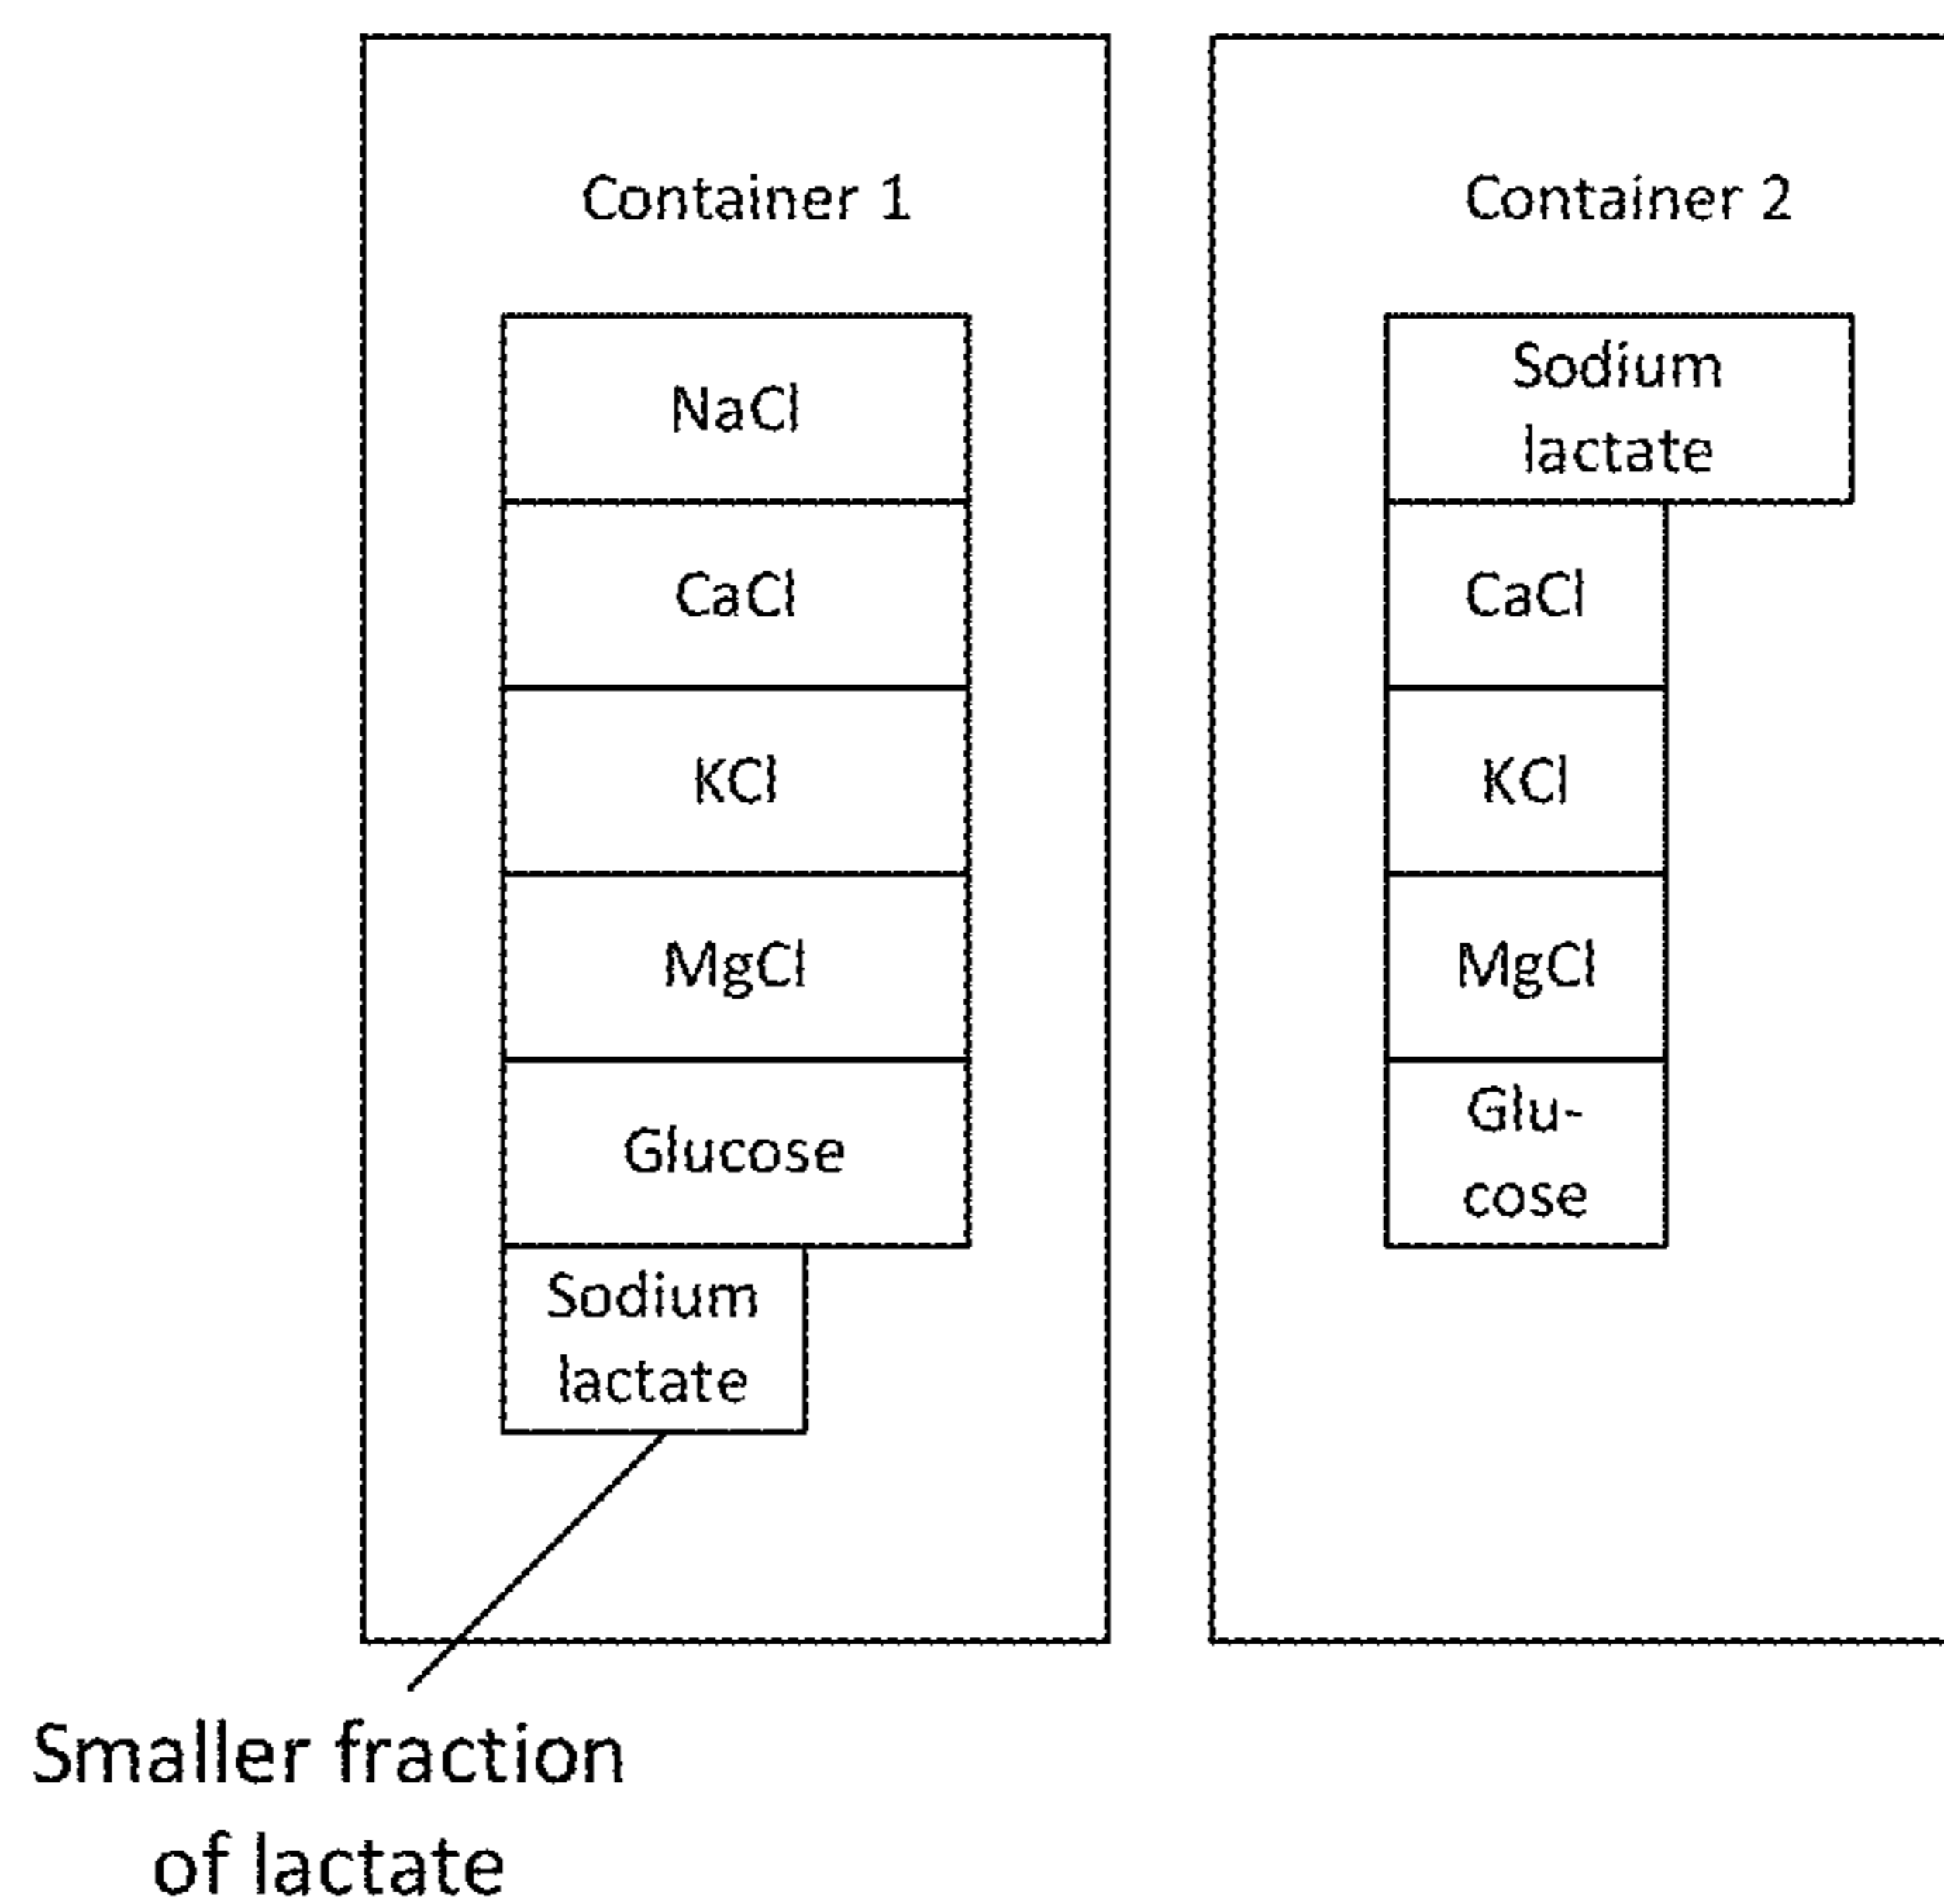 Container 1
NaCl
CaCl
KCl
MgCl
Glucose
Sodium
lactate
Smaller fraction
of lactate
Container 2
Sodium
lactate
CaCl
KCl
MgCl
Glu-
cose